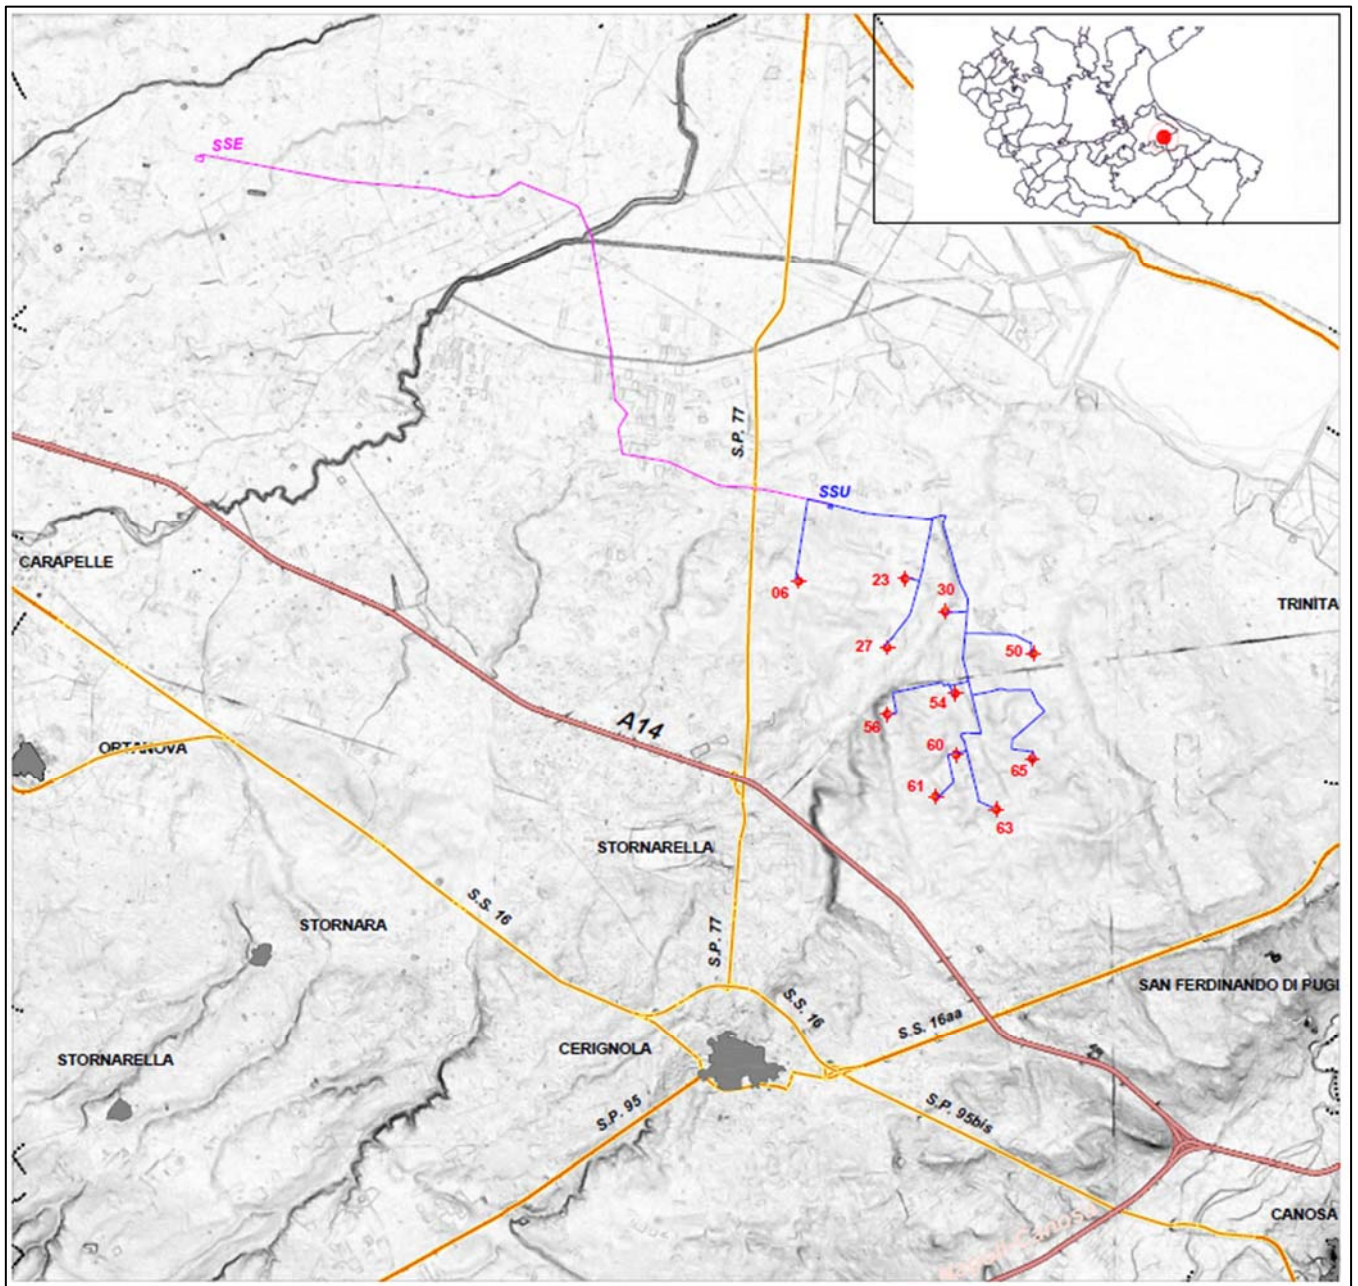 SSE
S.P. 77
SSU
CARAPELLE
06
23
30
TRINITA
27
50
54
56
A14
ORTANOVA
60
65
61
63
STORNARELLA
S.S. 16
STORNARA
S.P. 77
SAN FERDINANDO DI PUGI
S.S. 16
S.S. 16aa
CERIGNOLA
STORNARELLA
S.P. 95
S.P. 95bis
CANOSA